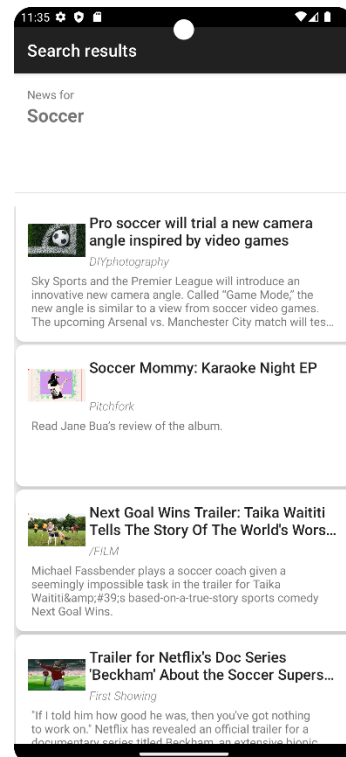 11:35
Search results
News for
Soccer
Pro soccer will trial a new camera
angle inspired by video games
DIYphotography
Sky Sports and the Premier League will introduce an
innovative new camera angle. Called “Game Mode,” the
new angle is similar to a view from soccer video games.
The upcoming Arsenal vs. Manchester City match will tes…
Soccer Mommy: Karaoke Night EP
Pitchfork
Read Jane Bua’s review of the album.
Next Goal Wins Trailer: Taika Waititi
Tells The Story Of The World's Wors…
/FILM
Michael Fassbender plays a soccer coach given a
seemingly impossible task in the trailer for Taika
Waititi&amp;#39;s based-on-a-true-story sports comedy
Next Goal Wins.
Trailer for Netflix's Doc Series
'Beckham' About the Soccer Supers…
First Showing
"If I told him how good he was, then you've got nothing
to work on." Netflix has revealed an official trailer for a
documentary series titled Beckham, an extensive bionic